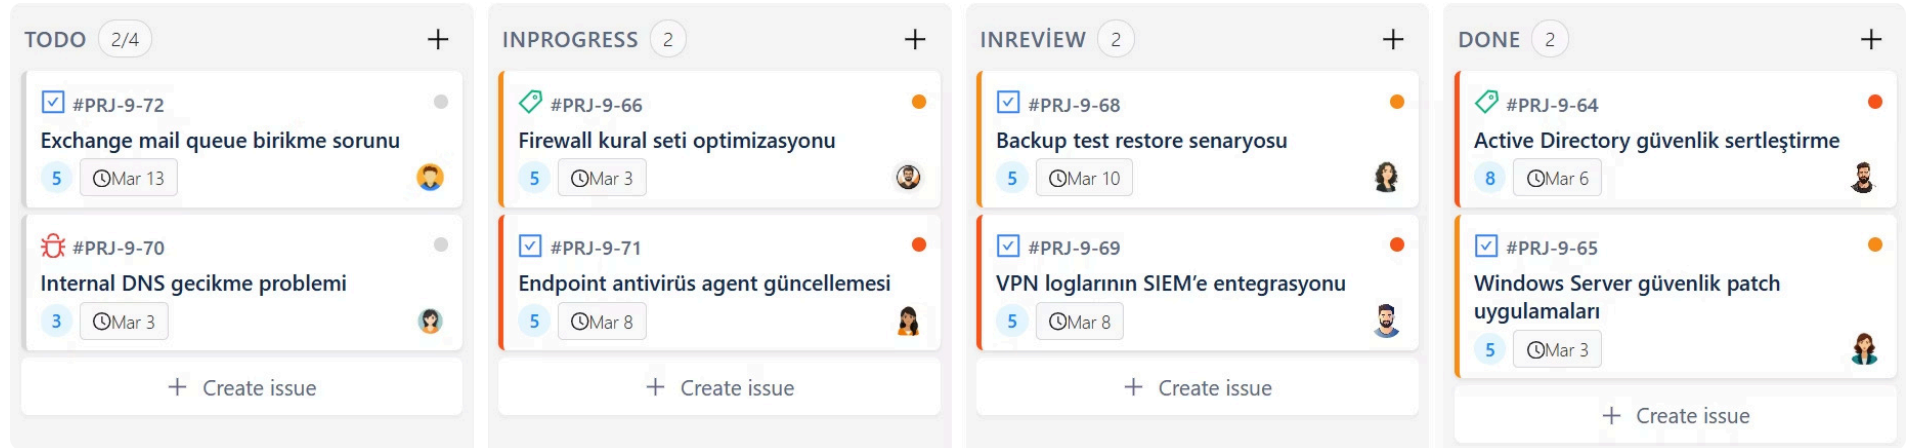 TODO 2/4 +
#PRJ-9-72
Exchange mail queue birikme sorunu
5 Mar 13
#PRJ-9-70
Internal DNS gecikme problemi
3 Mar 3
+ Create issue
INPROGRESS 2 +
#PRJ-9-66
Firewall kural seti optimizasyonu
5 Mar 3
#PRJ-9-71
Endpoint antivirüs agent güncellemesi
5 Mar 8
+ Create issue
INREVİEW 2 +
#PRJ-9-68
Backup test restore senaryosu
5 Mar 10
#PRJ-9-69
VPN loglarının SIEM’e entegrasyonu
5 Mar 8
+ Create issue
DONE 2 +
#PRJ-9-64
Active Directory güvenlik sertleştirme
8 Mar 6
#PRJ-9-65
Windows Server güvenlik patch
uygulamaları
5 Mar 3
+ Create issue